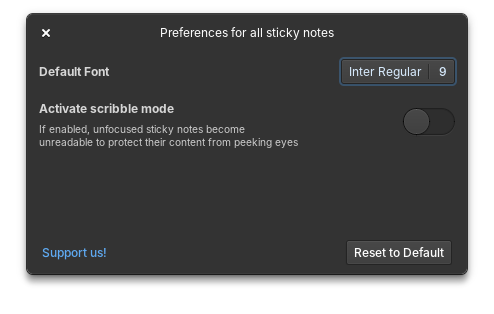 Preferences for all sticky notes
Default Font
Inter Regular 9
Activate scribble mode
If enabled, unfocused sticky notes become
unreadable to protect their content from peeking eyes
Support us!
Reset to Default